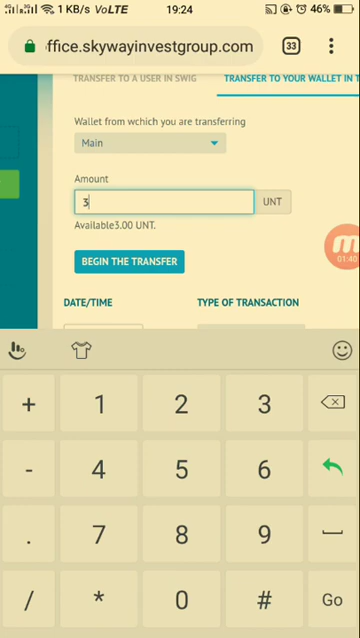 1 KB/s VoLTE 19:24 46%
ffice.skywayinvestgroup.com 33
TRANSFER TO A USER IN SWIG TRANSFER TO YOUR WALLET IN T
Wallet from wchich you are transferring
Main
Amount
3 UNT
Available3.00 UNT.
01:40
BEGIN THE TRANSFER
DATE/TIME TYPE OF TRANSACTION
+ 1 2 3
- 4 5 6
. 7 8 9
/ * 0 # Go